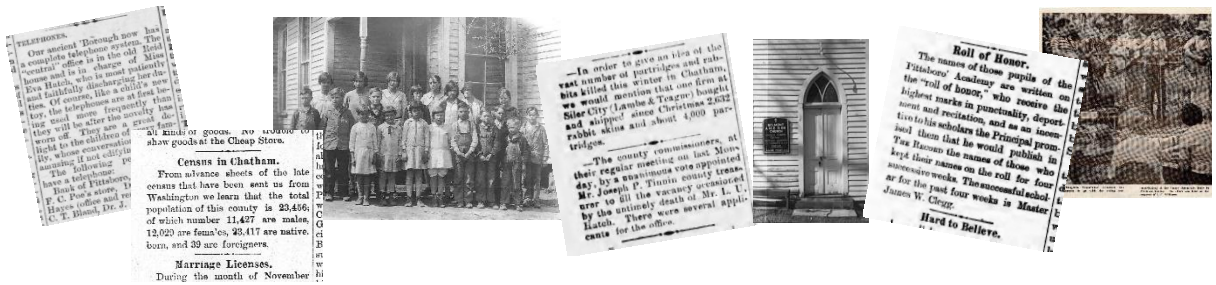 TELEPHONES.
Our ancient 'Borough now has
a complete telephone system. The
"central" office is in the old Reid
house and is in charge of Miss
Eva Hatch, who is most patiently
and faithfully discharging her du-
ties. Of course, like a child's new
toy, the telephones are at first be-
ing used more frequently than
they will be after the novelty has
worn off. They are a great
light to the children of
ily, whose conversation
amusing if not edifying
The following
have a telephone:
Bank of Pittsboro,
F. C. Poe's
Hayes (office and
C. T. Bland, Dr. J.
all kinds of goods. No trouble to
shaw goods at the Cheap Store.
Census in Chatham.
From advance sheets of the late
census that have been sent us from
Washington we learn that the total
population of this county is 23,456;
of which number 11,427 are males,
12,029 are females, 23,417 are native
born, and 39 are foreigners.
Marriage Licenses.
During the month of November
—In order to give an idea of the
vast number of partridges and rab-
bits killed this winter in Chatham,
we would mention that one firm at
Siler City (Lambe & Teague) bought
and shipped since Christmas 2,632
rabbit skins and about 4,000 par-
tridges.
—The county commissioners, at
their regular meeting on last Mon-
day, by a unanimous vote appointed
Mr. Joseph P. Tinnin county treas-
urer to fill the vacancy occasioned
by the untimely death of Mr. L. U.
Hatch. There were several appli-
cants for the office.
Roll of Honor.
The names of those pupils of the
Pittsboro' Academy are written on
the "roll of honor," who receive the
highest marks in punctuality, deport-
ment and recitation, and as an incen-
tive to his scholars the Principal prom-
ised them that he would publish in
THE RECORD the names of those who
kept their names on the roll for four
successive weeks. The successful schol-
ar for the past four weeks is Master
James W. Clegg.
Hard to Believe.